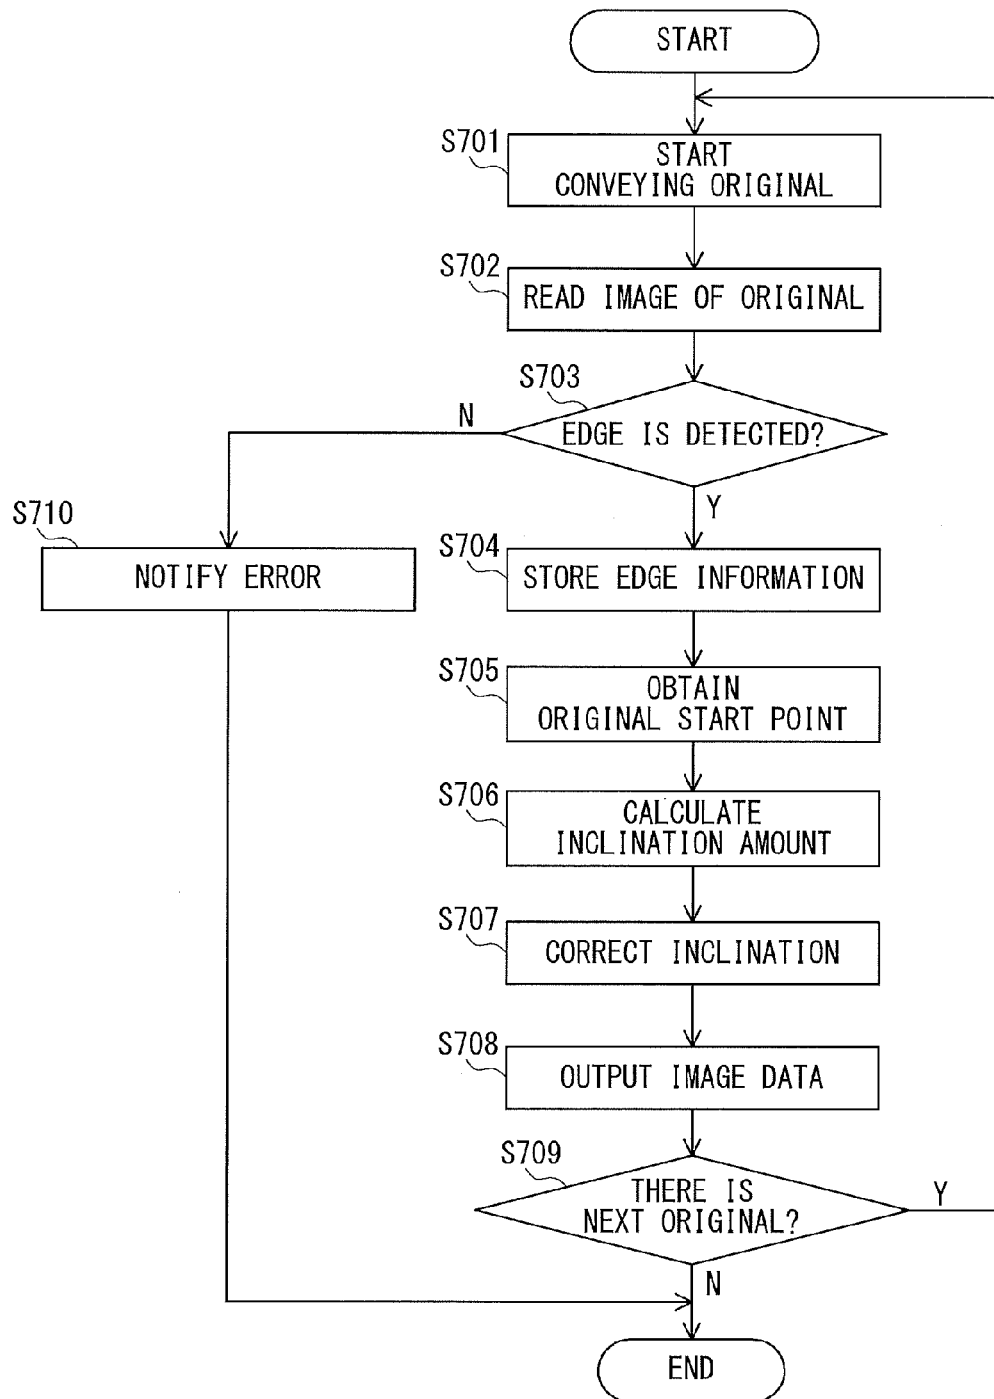 START
S701
START
CONVEYING ORIGINAL
S702
READ IMAGE OF ORIGINAL
S703
N
EDGE IS DETECTED?
Y
S710
NOTIFY ERROR
S704
STORE EDGE INFORMATION
S705
OBTAIN
ORIGINAL START POINT
S706
CALCULATE
INCLINATION AMOUNT
S707
CORRECT INCLINATION
S708
OUTPUT IMAGE DATA
S709
THERE IS
NEXT ORIGINAL?
Y
N
END